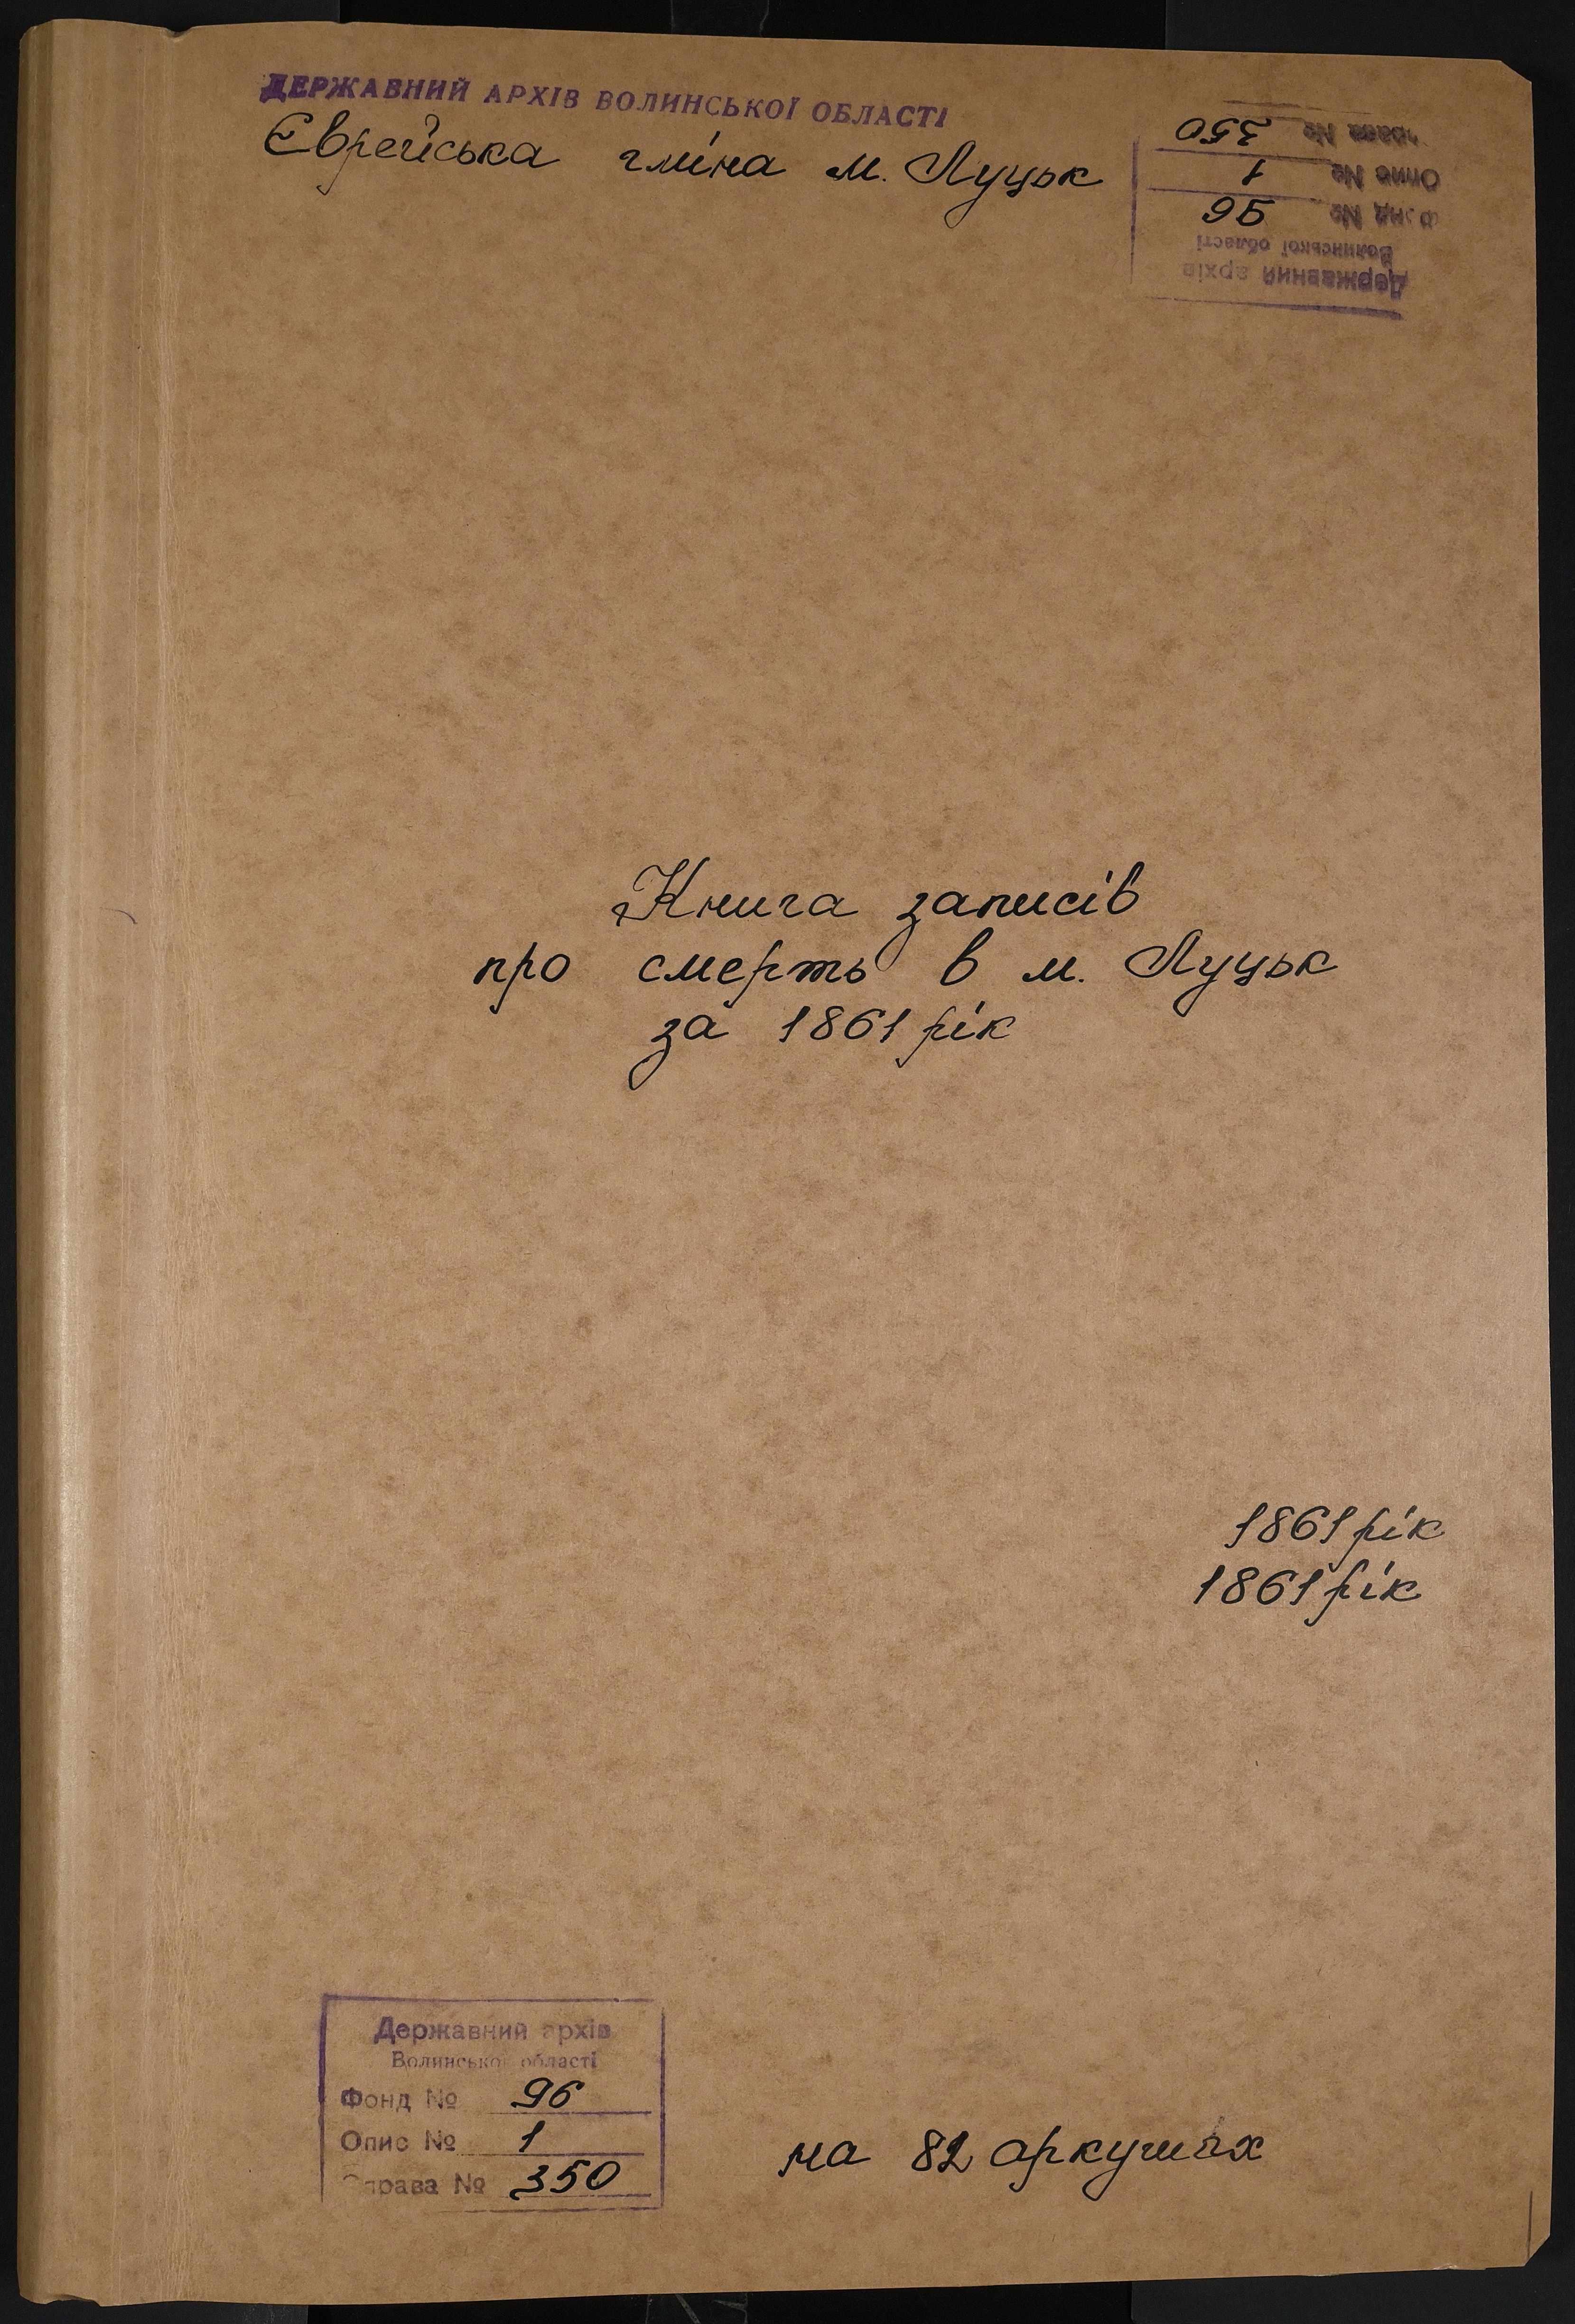 ДЕРЖАВНИЙ АРХІВ ВОЛИНСЬКОЇ ОБЛАСТІ
Єврейська гміна м. Луцьк
Державний архів
Волинської області
Фонд № 96
Опис № 1
Справа № 350
Книга записів
про смерть в м. Луцьк
за 1861 рік
1861 рік
1861 рік
Державний архів
Волинської області
Фонд № 96
Опис № 1
Справа № 350
на 82 аркушах